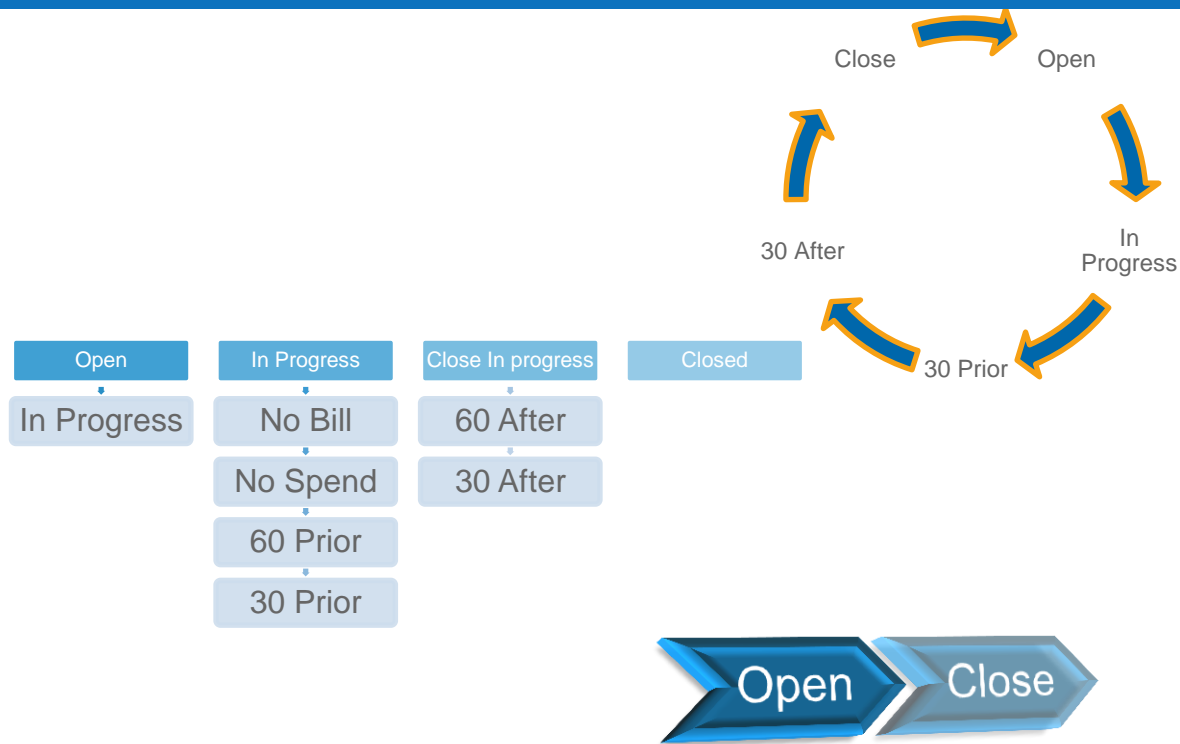 Close
Open
30 After
In
Progress
30 Prior
Open
In Progress
Close In progress
Closed
In Progress
No Bill
60 After
No Spend
30 After
60 Prior
30 Prior
Open
Close